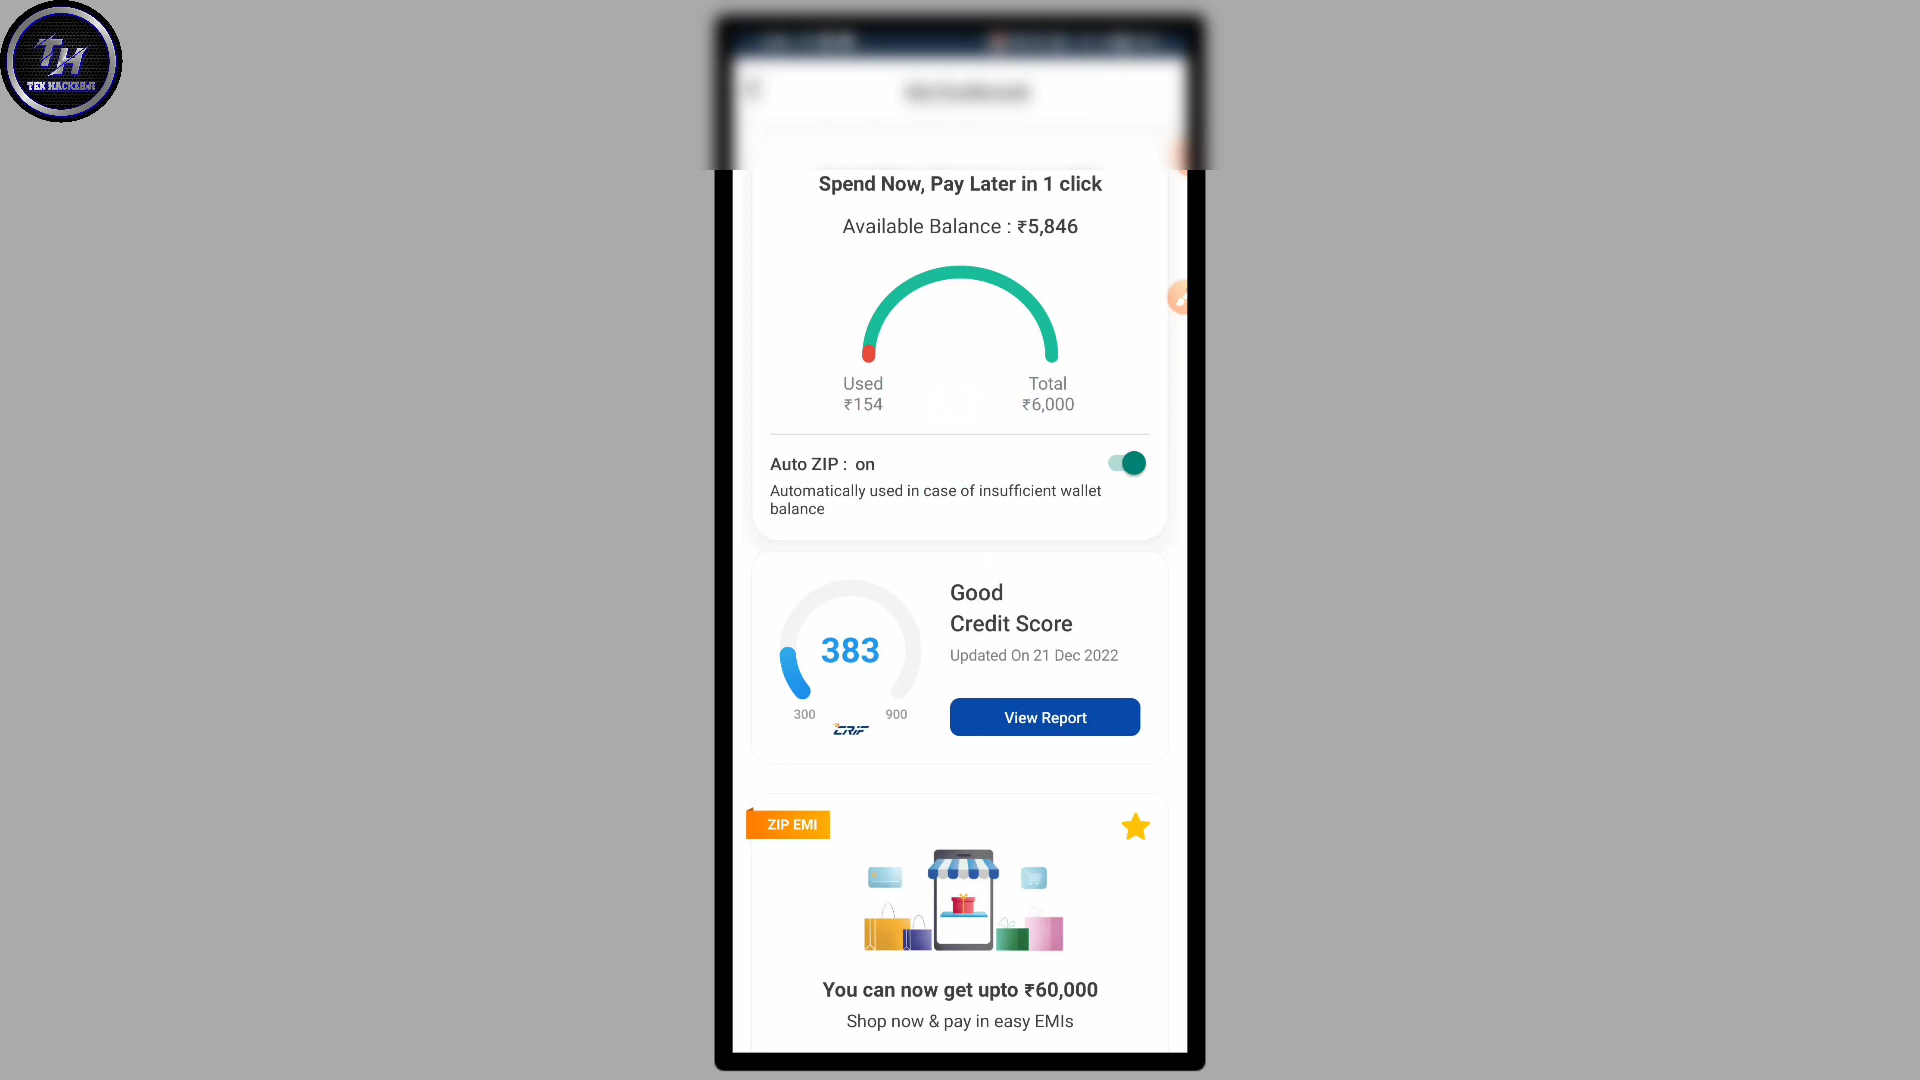 TH
TEK HACKERJI
Spend Now, Pay Later in 1 click
Available Balance : ₹5,846
Used
Total
₹154
₹6,000
Auto ZIP : on
Automatically used in case of insufficient wallet
balance
383
300
900
CRIF
Good
Credit Score
Updated On 21 Dec 2022
View Report
ZIP EMI
You can now get upto ₹60,000
Shop now & pay in easy EMIs